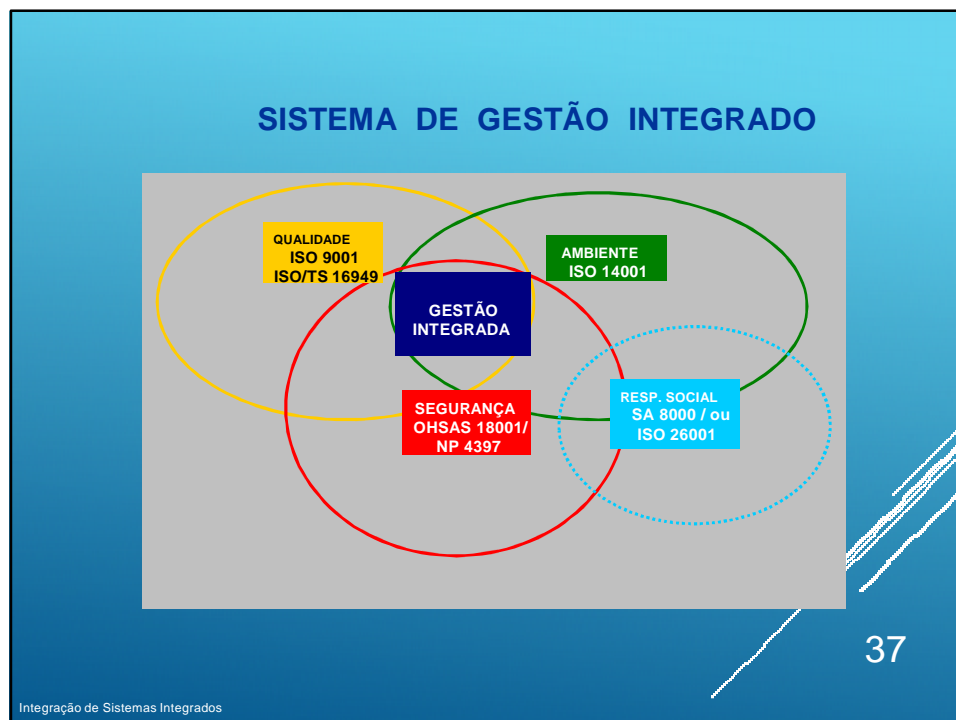 SISTEMA DE GESTÃO INTEGRADO
QUALIDADE
ISO 9001
ISO/TS 16949
AMBIENTE
ISO 14001
GESTÃO
INTEGRADA
SEGURANÇA
OHSAS 18001/
NP 4397
RESP. SOCIAL
SA 8000 / ou
ISO 26001
37
Integração de Sistemas Integrados